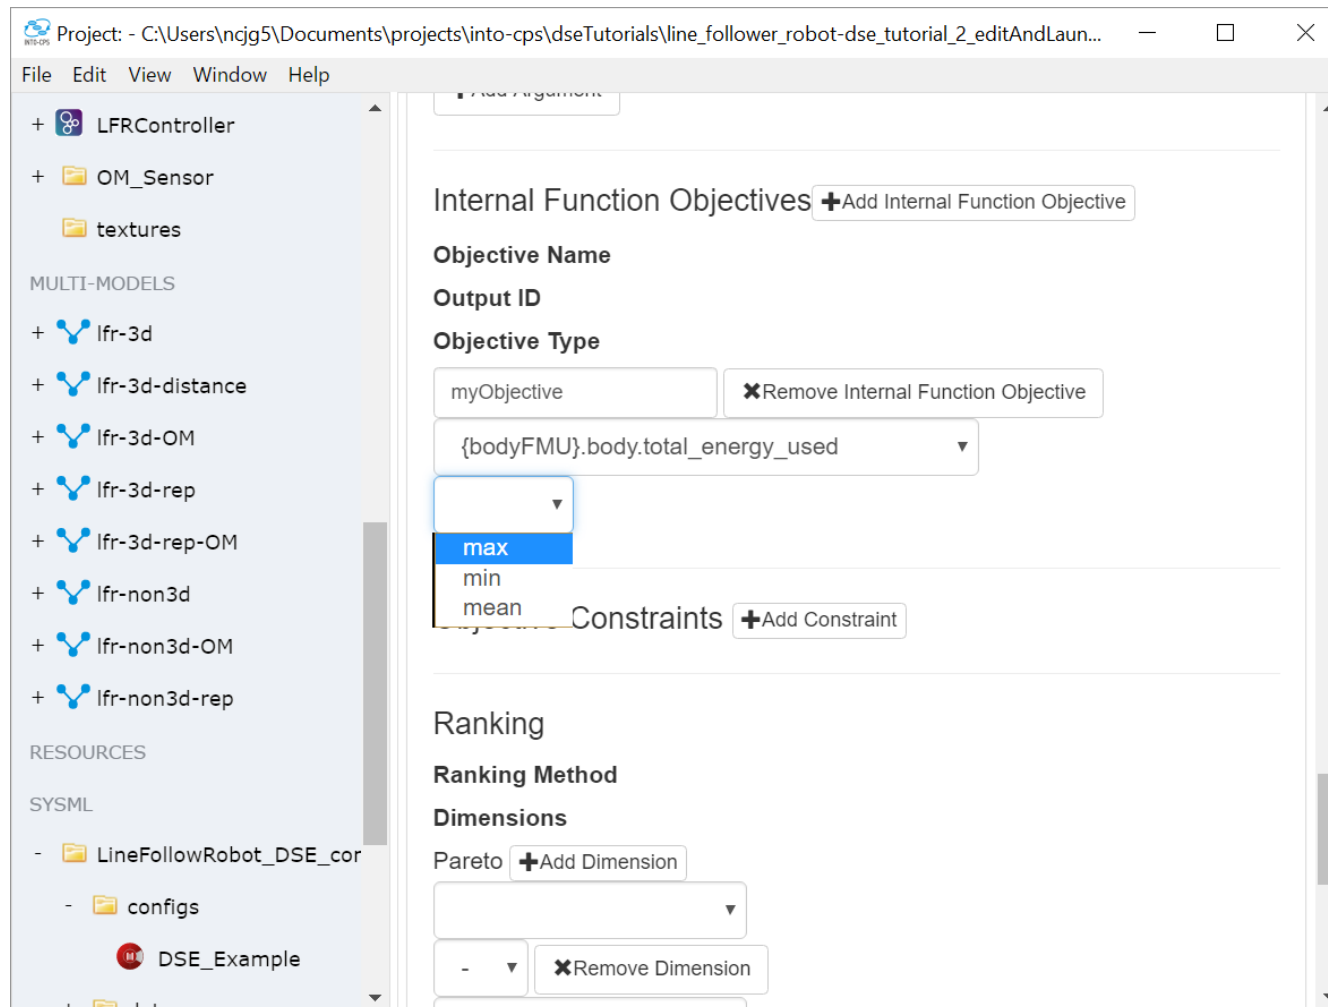 Project: - C:\Users\ncjg5\Documents\projects\into-cps\dseTutorials\line_follower_robot-dse_tutorial_2_editAndLaun...
File Edit View Window Help
+ LFRController
+ OM_Sensor
textures
MULTI-MODELS
+ lfr-3d
+ lfr-3d-distance
+ lfr-3d-OM
+ lfr-3d-rep
+ lfr-3d-rep-OM
+ lfr-non3d
+ lfr-non3d-OM
+ lfr-non3d-rep
RESOURCES
SYSML
- LineFollowRobot_DSE_cor
- configs
DSE_Example
Add Argument
Internal Function Objectives +Add Internal Function Objective
Objective Name
Output ID
Objective Type
myObjective ✖Remove Internal Function Objective
{bodyFMU}.body.total_energy_used
max
min
mean
Objective Constraints +Add Constraint
Ranking
Ranking Method
Dimensions
Pareto +Add Dimension
- ✖Remove Dimension